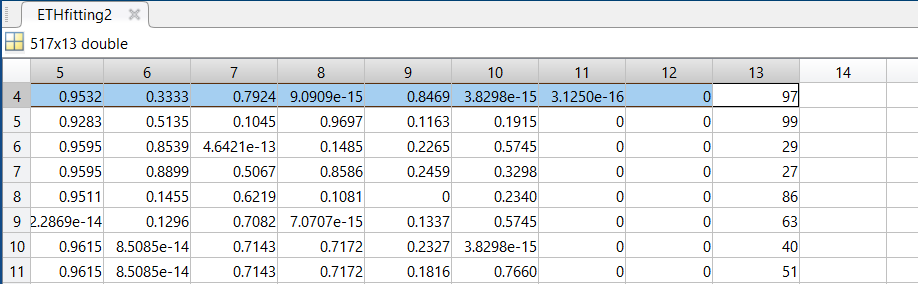 ETHfitting2
517x13 double
5 6 7 8 9 10 11 12 13 14
4 0.9532 0.3333 0.7924 9.0909e-15 0.8469 3.8298e-15 3.1250e-16 0 97
5 0.9283 0.5135 0.1045 0.9697 0.1163 0.1915 0 0 99
6 0.9595 0.8539 4.6421e-13 0.1485 0.2265 0.5745 0 0 29
7 0.9595 0.8899 0.5067 0.8586 0.2459 0.3298 0 0 27
8 0.9511 0.1455 0.6219 0.1081 0 0.2340 0 0 86
9 2.2869e-14 0.1296 0.7082 7.0707e-15 0.1337 0.5745 0 0 63
10 0.9615 8.5085e-14 0.7143 0.7172 0.2327 3.8298e-15 0 0 40
11 0.9615 8.5085e-14 0.7143 0.7172 0.1816 0.7660 0 0 51